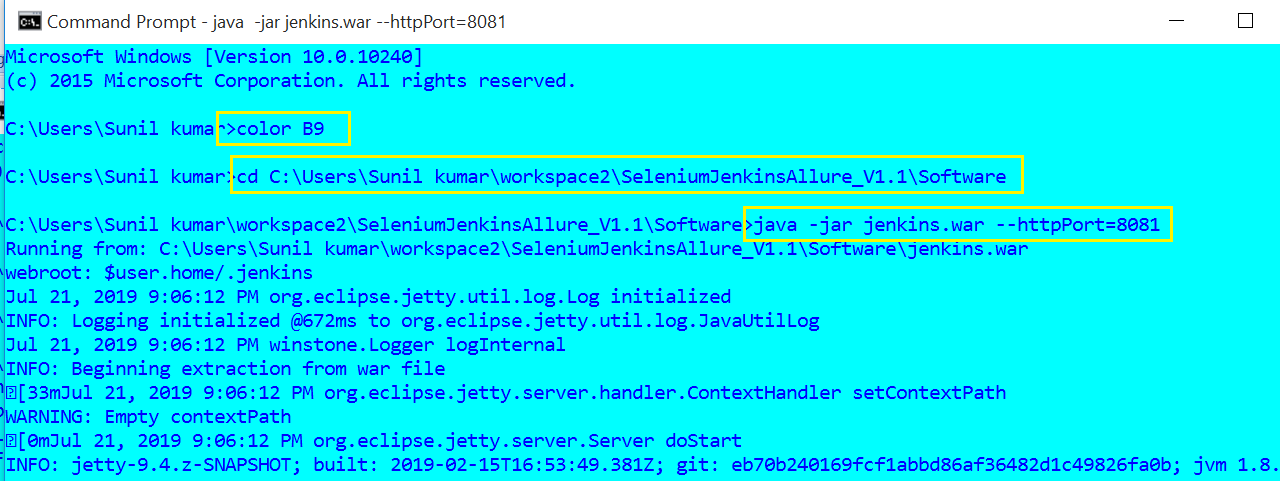 Command Prompt - java  -jar jenkins.war --httpPort=8081
Microsoft Windows [Version 10.0.10240]
(c) 2015 Microsoft Corporation. All rights reserved.
C:\Users\Sunil kumar>color B9
C:\Users\Sunil kumar>cd C:\Users\Sunil kumar\workspace2\SeleniumJenkinsAllure_V1.1\Software
C:\Users\Sunil kumar\workspace2\SeleniumJenkinsAllure_V1.1\Software>java -jar jenkins.war --httpPort=8081
Running from: C:\Users\Sunil kumar\workspace2\SeleniumJenkinsAllure_V1.1\Software\jenkins.war
webroot: $user.home/.jenkins
Jul 21, 2019 9:06:12 PM org.eclipse.jetty.util.log.Log initialized
INFO: Logging initialized @672ms to org.eclipse.jetty.util.log.JavaUtilLog
Jul 21, 2019 9:06:12 PM winstone.Logger logInternal
INFO: Beginning extraction from war file
[33mJul 21, 2019 9:06:12 PM org.eclipse.jetty.server.handler.ContextHandler setContextPath
WARNING: Empty contextPath
[0mJul 21, 2019 9:06:12 PM org.eclipse.jetty.server.Server doStart
INFO: jetty-9.4.z-SNAPSHOT; built: 2019-02-15T16:53:49.381Z; git: eb70b240169fcf1abbd86af36482d1c49826fa0b; jvm 1.8.